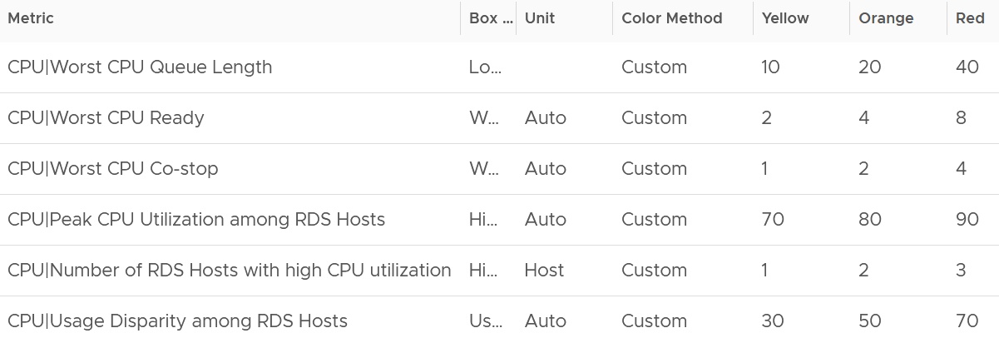 Metric Box ... Unit Color Method Yellow Orange Red
CPU|Worst CPU Queue Length Lo... Custom 10 20 40
CPU|Worst CPU Ready W... Auto Custom 2 4 8
CPU|Worst CPU Co-stop W... Auto Custom 1 2 4
CPU|Peak CPU Utilization among RDS Hosts Hi... Auto Custom 70 80 90
CPU|Number of RDS Hosts with high CPU utilization Hi... Host Custom 1 2 3
CPU|Usage Disparity among RDS Hosts Us... Auto Custom 30 50 70